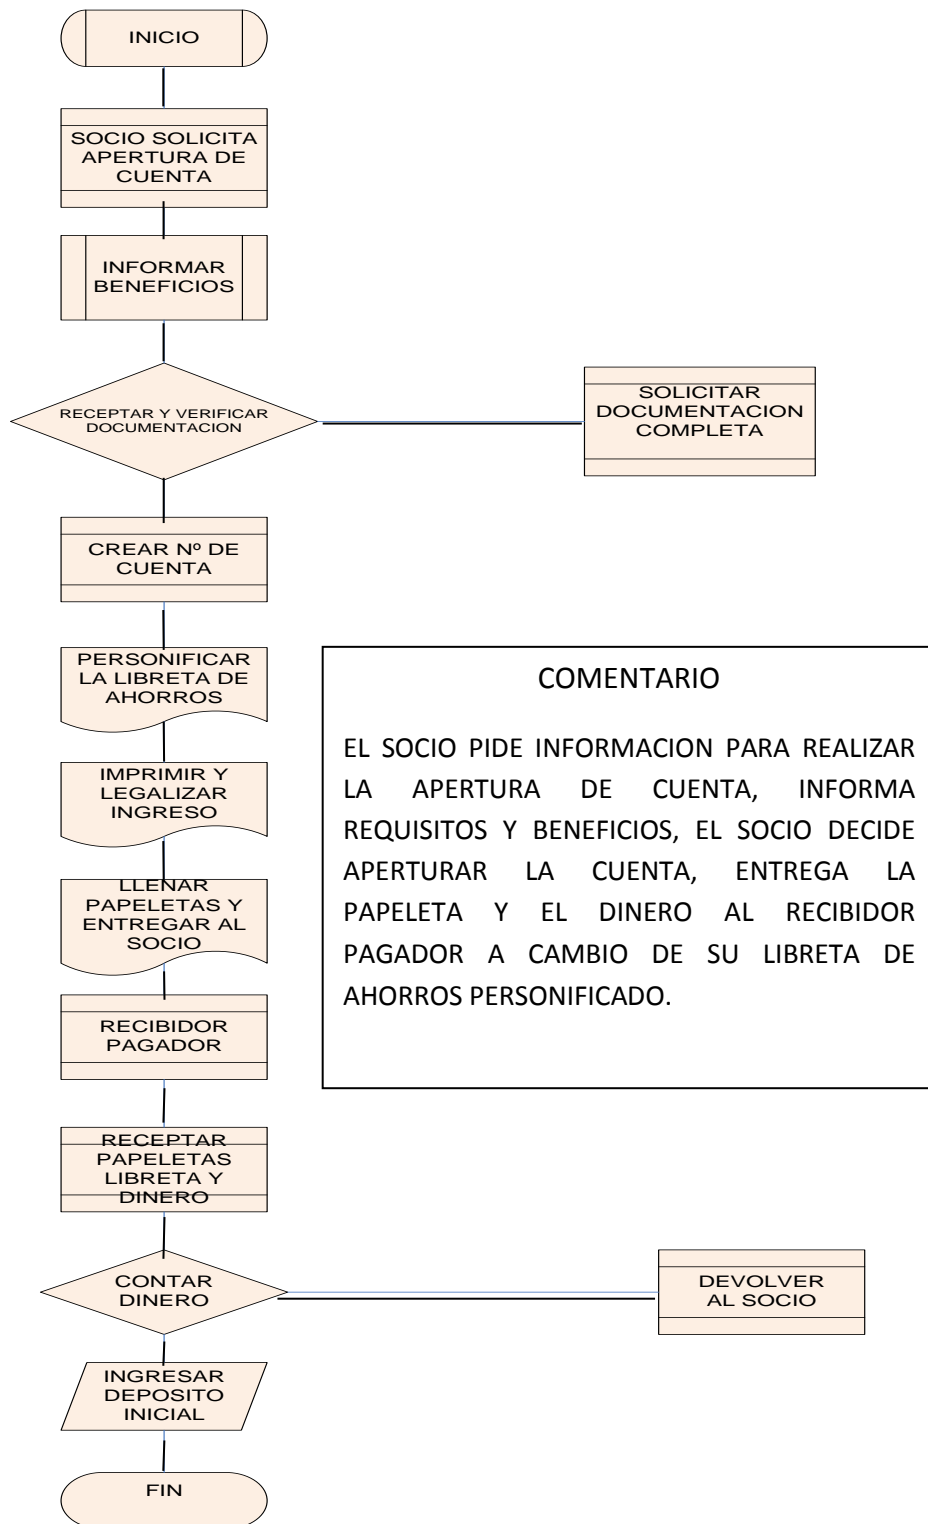 INICIO
SOCIO SOLICITA
APERTURA DE
CUENTA
INFORMAR
BENEFICIOS
RECEPTAR Y VERIFICAR
DOCUMENTACION
SOLICITAR
DOCUMENTACION
COMPLETA
CREAR Nº DE
CUENTA
PERSONIFICAR
LA LIBRETA DE
AHORROS
IMPRIMIR Y
LEGALIZAR
INGRESO
LLENAR
PAPELETAS Y
ENTREGAR AL
SOCIO
COMENTARIO
EL SOCIO PIDE INFORMACION PARA REALIZAR
LA APERTURA DE CUENTA, INFORMA
REQUISITOS Y BENEFICIOS, EL SOCIO DECIDE
APERTURAR LA CUENTA, ENTREGA LA
PAPELETA Y EL DINERO AL RECIBIDOR
PAGADOR A CAMBIO DE SU LIBRETA DE
AHORROS PERSONIFICADO.
RECIBIDOR
PAGADOR
RECEPTAR
PAPELETAS
LIBRETA Y
DINERO
CONTAR
DINERO
DEVOLVER
AL SOCIO
INGRESAR
DEPOSITO
INICIAL
FIN